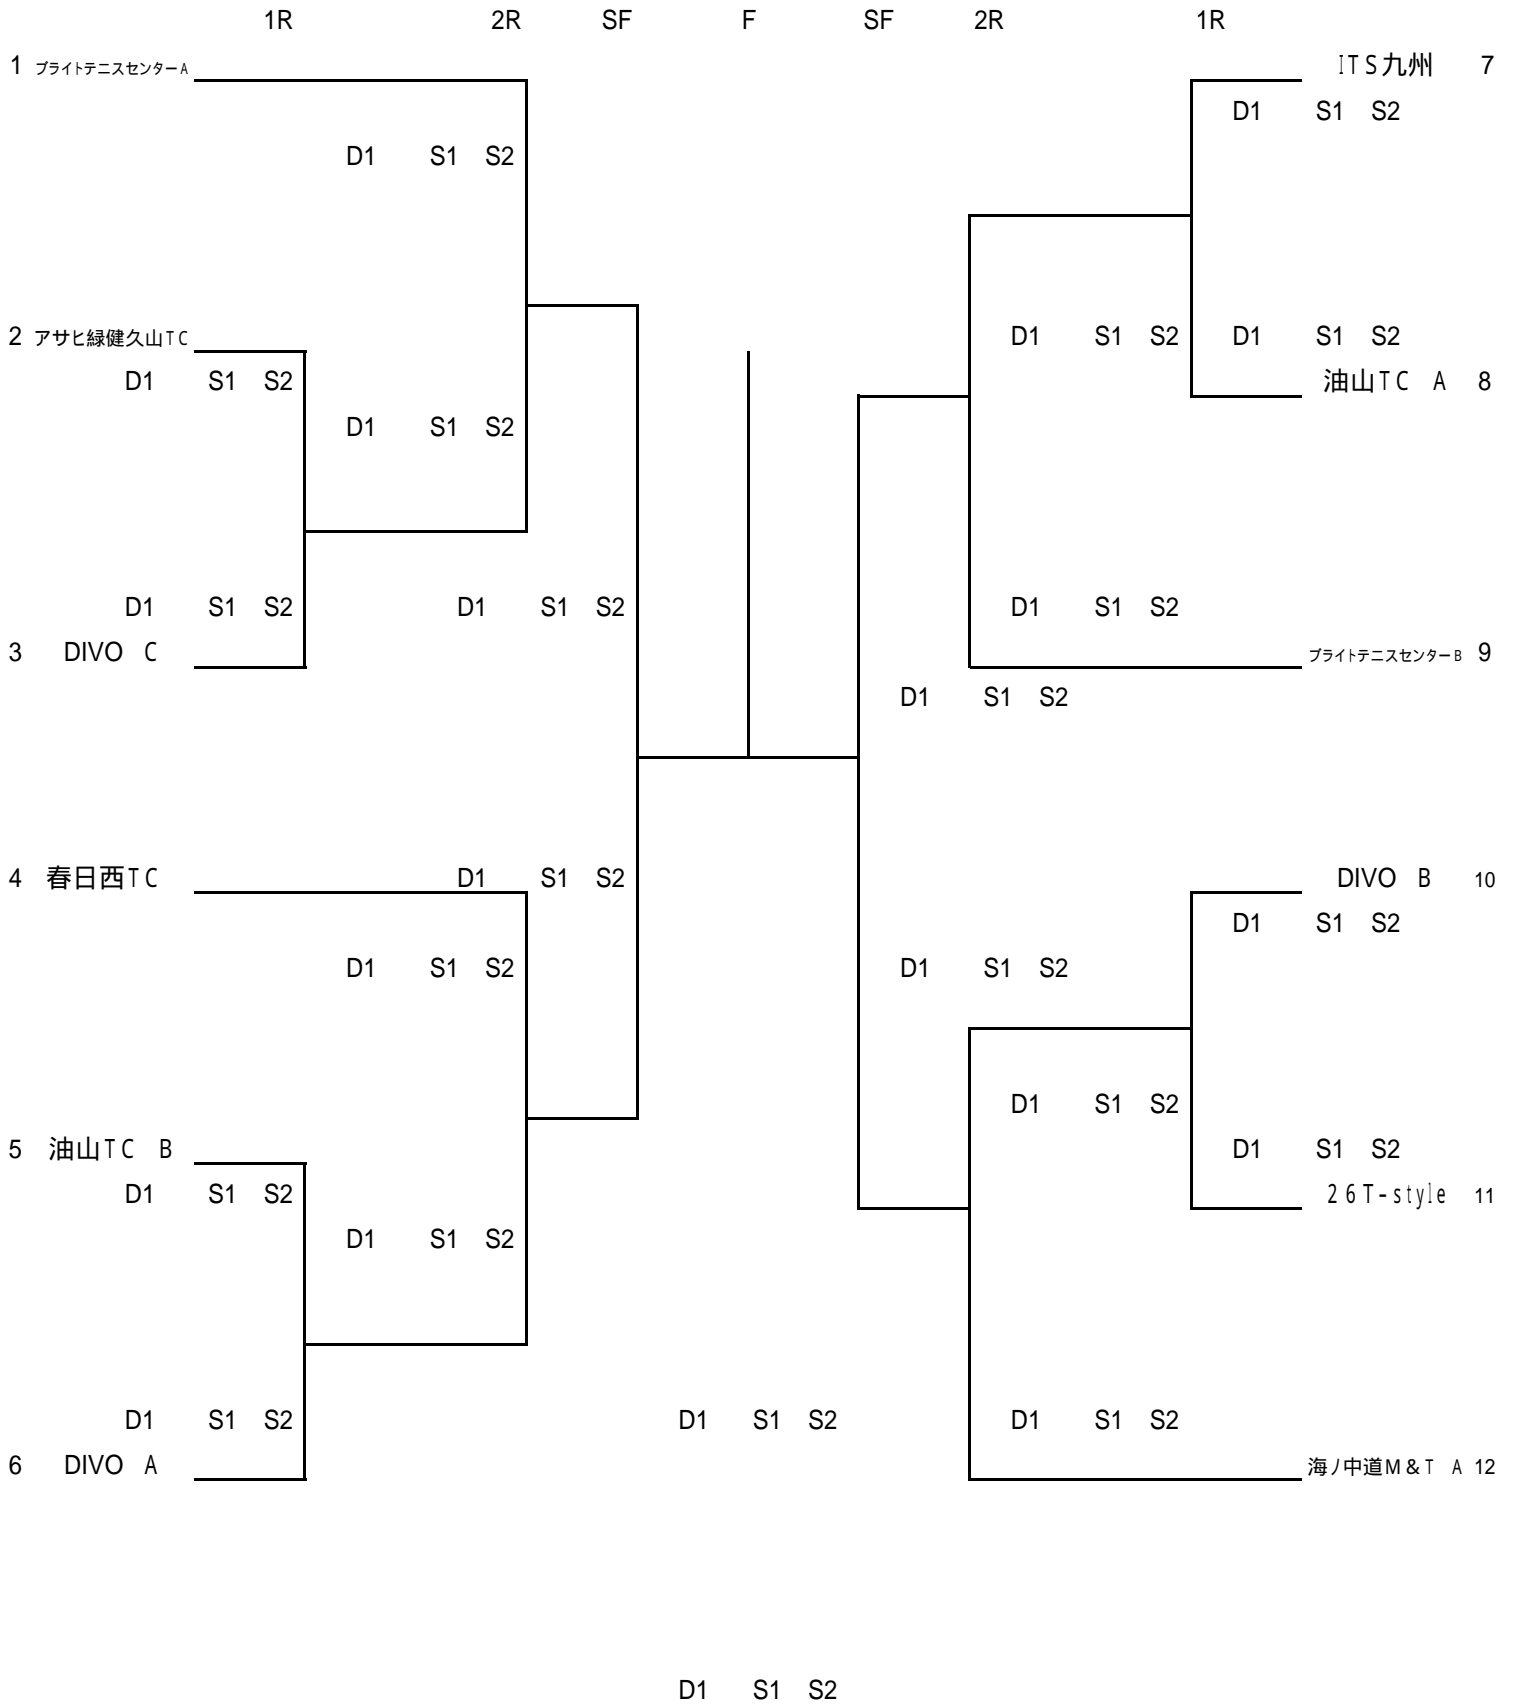 1R 2R SF F SF 2R 1R
1 ブライトテニスセンターA ITS九州 7
D1 S1 S2
D1 S1 S2
2 アサヒ緑健久山TC D1 S1 S2 D1 S1 S2
D1 S1 S2 油山TC A 8
D1 S1 S2
D1 S1 S2 D1 S1 S2 D1 S1 S2
3 DIVO C ブライトテニスセンターB 9
D1 S1 S2
4 春日西TC D1 S1 S2 DIVO B 10
D1 S1 S2
D1 S1 S2 D1 S1 S2
D1 S1 S2
5 油山TC B D1 S1 S2
D1 S1 S2 26T-style 11
D1 S1 S2
D1 S1 S2 D1 S1 S2 D1 S1 S2
6 DIVO A 海ノ中道M&T A 12
D1 S1 S2